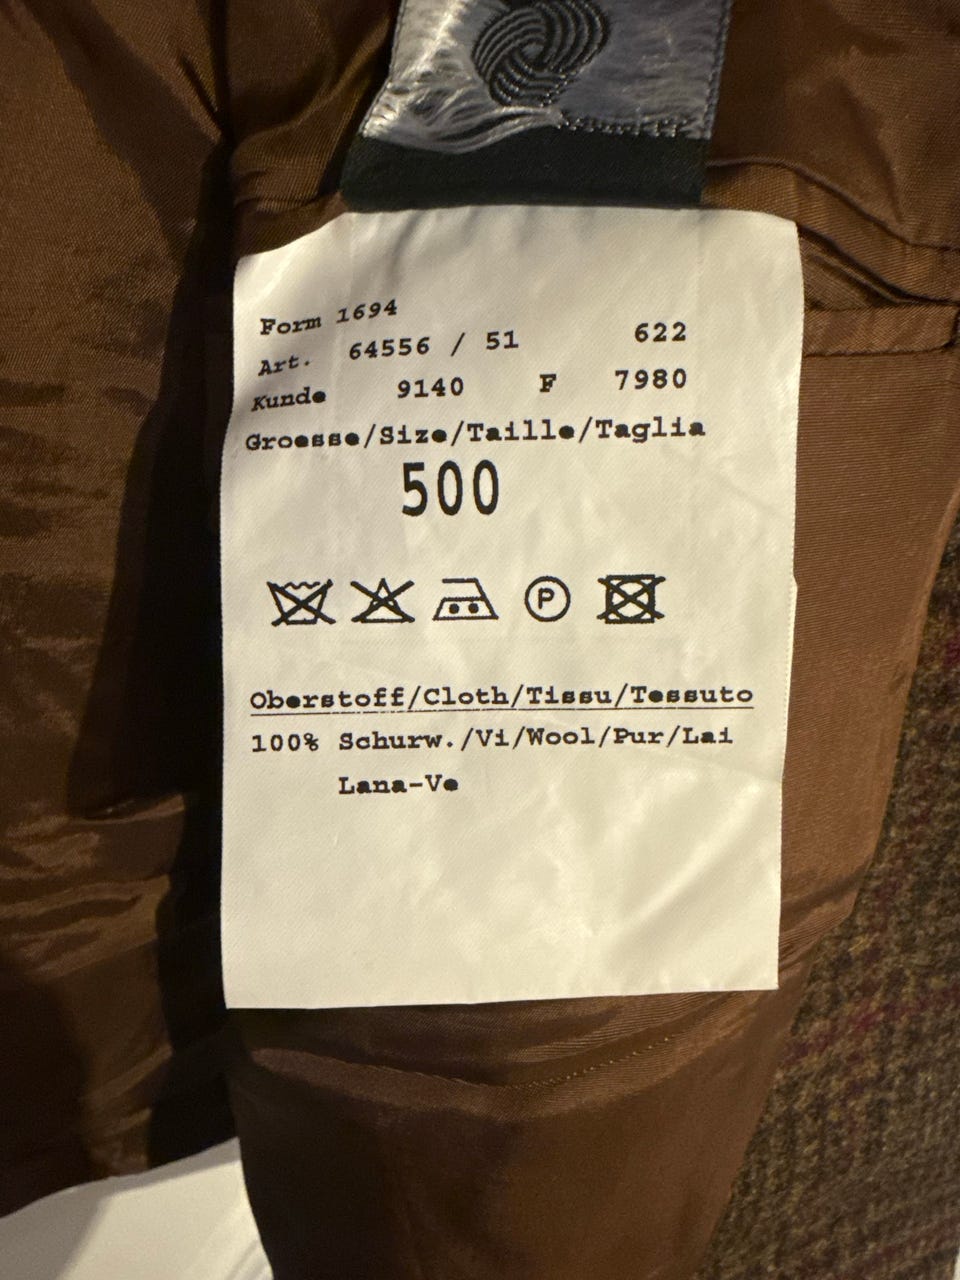 Form 1694
Art. 64556 / 51 622
Kunde 9140 F 7980
Groesse/Size/Taille/Taglia
500
P
Oberstoff/Cloth/Tissu/Tessuto
100% Schurw./Vi/Wool/Pur/Lai
Lana-Ve